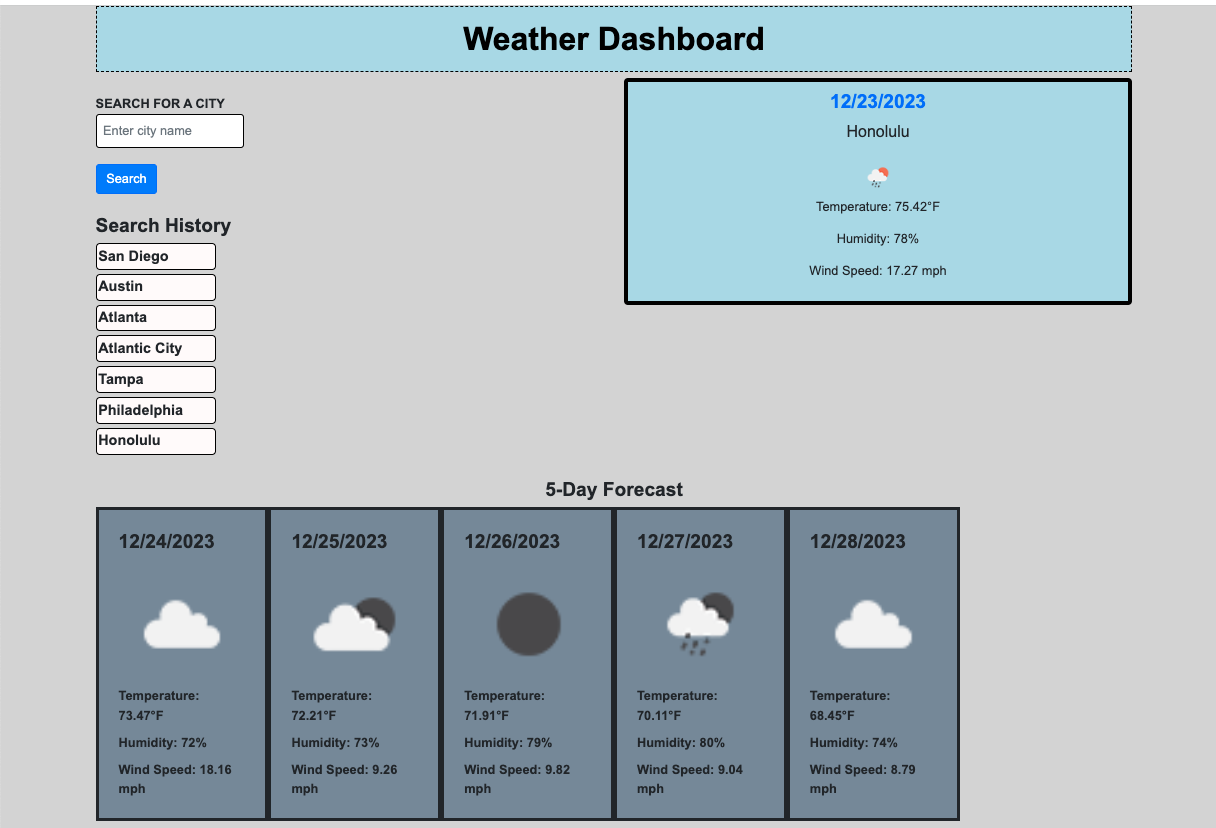 Weather Dashboard
SEARCH FOR A CITY
Enter city name
Search
Search History
San Diego
Austin
Atlanta
Atlantic City
Tampa
Philadelphia
Honolulu
12/23/2023
Honolulu
Temperature: 75.42°F
Humidity: 78%
Wind Speed: 17.27 mph
5-Day Forecast
12/24/2023
Temperature:
73.47°F
Humidity: 72%
Wind Speed: 18.16
mph
12/25/2023
Temperature:
72.21°F
Humidity: 73%
Wind Speed: 9.26
mph
12/26/2023
Temperature:
71.91°F
Humidity: 79%
Wind Speed: 9.82
mph
12/27/2023
Temperature:
70.11°F
Humidity: 80%
Wind Speed: 9.04
mph
12/28/2023
Temperature:
68.45°F
Humidity: 74%
Wind Speed: 8.79
mph